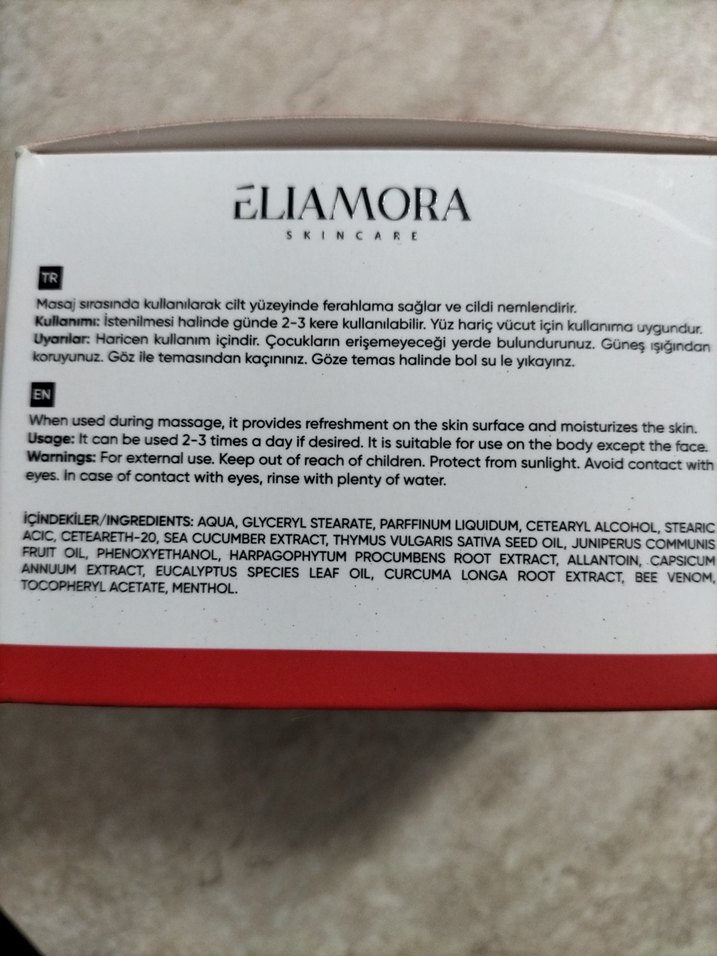 ÉLIAMORA
SKINCARE
TR
Masaj sırasında kullanılarak cilt yüzeyinde ferahlama sağlar ve cildi nemlendirir.
Kullanımı: İstenilmesi halinde günde 2-3 kere kullanılabilir. Yüz hariç vücut için kullanıma uygundur.
Uyarılar: Haricen kullanım içindir. Çocukların erişemeyeceği yerde bulundurunuz. Güneş ışığından
koruyunuz. Göz ile temasından kaçınınız. Göze temas halinde bol su le yıkayınz.
EN
When used during massage, it provides refreshment on the skin surface and moisturizes the skin.
Usage: It can be used 2-3 times a day if desired. It is suitable for use on the body except the face.
Warnings: For external use. Keep out of reach of children. Protect from sunlight. Avoid contact with
eyes. In case of contact with eyes, rinse with plenty of water.
İÇİNDEKİLER/INGREDIENTS: AQUA, GLYCERYL STEARATE, PARFFINUM LIQUIDUM, CETEARYL ALCOHOL, STEARIC
ACIC, CETEARETH-20, SEA CUCUMBER EXTRACT, THYMUS VULGARIS SATIVA SEED OIL, JUNIPERUS COMMUNIS
FRUIT OIL, PHENOXYETHANOL, HARPAGOPHYTUM PROCUMBENS ROOT EXTRACT, ALLANTOIN, CAPSICUM
ANNUUM EXTRACT, EUCALYPTUS SPECIES LEAF OIL, CURCUMA LONGA ROOT EXTRACT, BEE VENOM,
TOCOPHERYL ACETATE, MENTHOL.